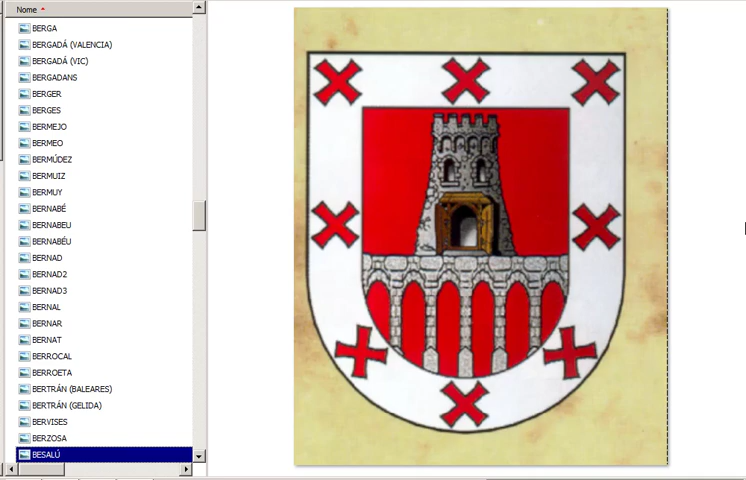 Nome
BERGA
BERGADÁ (VALENCIA)
BERGADÁ (VIC)
BERGADANS
BERGER
BERGES
BERMEJO
BERMEO
BERMÚDEZ
BERMUIZ
BERMUY
BERNABÉ
BERNABEU
BERNABÉU
BERNAD
BERNAD2
BERNAD3
BERNAL
BERNAR
BERNAT
BERROCAL
BERROETA
BERTRÁN (BALEARES)
BERTRÁN (GELIDA)
BERVISES
BERZOSA
BESALÚ